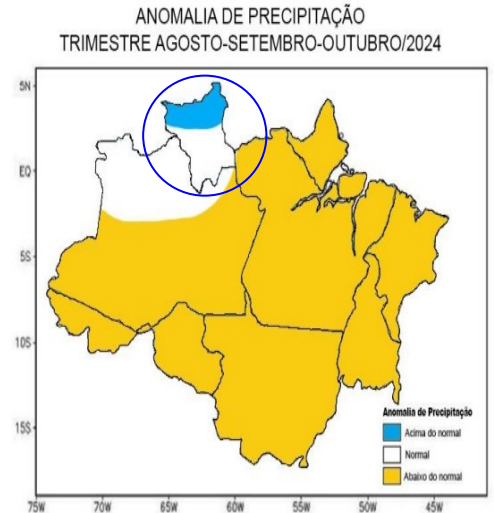 ANOMALIA DE PRECIPITAÇÃO
TRIMESTRE AGOSTO-SETEMBRO-OUTUBRO/2024
5N
EQ
5S
10S
15S
Anomalia de Precipitação
Acima do normal
Normal
Abaixo do normal
75W 70W 65W 60W 55W 50W 45W